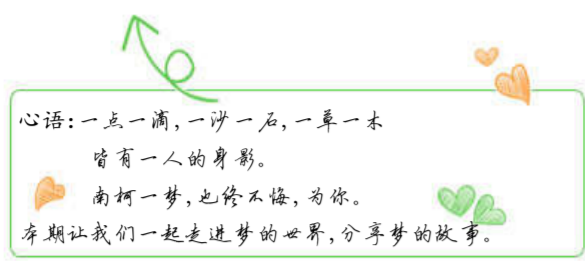 心语:一点一滴,一沙一石,一草一木
皆有一人的身影。
南柯一梦,也终不悔,为你。
本期让我们一起走进梦的世界,分享梦的故事。